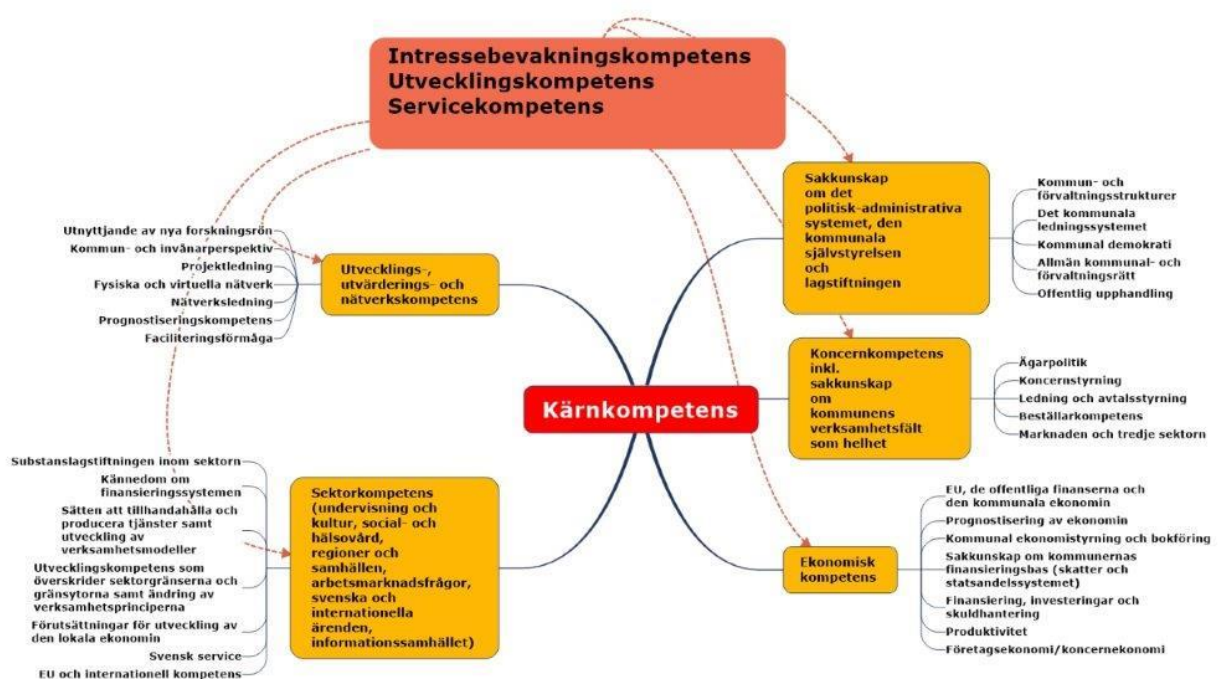 Intressebevakningskompetens
Utvecklingskompetens
Servicekompetens
Utnyttjande av nya forskningsrön
Kommun- och invånarperspektiv
Projektledning
Fysiska och virtuella nätverk
Nätverksledning
Prognostiseringskompetens
Faciliteringsförmåga
Utvecklings-,
utvärderings- och
nätverkskompetens
Sakkunskap
om det
politisk-administrativa
systemet, den
kommunala
självstyrelsen
och
lagstiftningen
Kommun- och
förvaltningsstrukturer
Det kommunala
ledningssystemet
Kommunal demokrati
Allmän kommunal- och
förvaltningsrätt
Offentlig upphandling
Kärnkompetens
Koncernkompetens
inkl.
sakkunskap
om
kommunens
verksamhetsfält
som helhet
Ägarpolitik
Koncernstyrning
Ledning och avtalsstyrning
Beställarkompetens
Marknaden och tredje sektorn
Substanslagstiftningen inom sektorn
Kännedom om
finansieringssystemen
Sätten att tillhandahålla och
producera tjänster samt
utveckling av
verksamhetsmodeller
Utvecklingskompetens som
överskrider sektorgränserna och
gränsytorna samt ändring av
verksamhetsprinciperna
Förutsättningar för utveckling av
den lokala ekonomin
Svensk service
EU och internationell kompetens
Sektorkompetens
(undervisning och
kultur, social- och
hälsovård,
regioner och
samhällen,
arbetsmarknadsfrågor,
svenska och
internationella
ärenden,
informationssamhället)
Ekonomisk
kompetens
EU, de offentliga finanserna och
den kommunala ekonomin
Prognostisering av ekonomin
Kommunal ekonomistyrning och bokföring
Sakkunskap om kommunernas
finansieringsbas (skatter och
statsandelssystemet)
Finansiering, investeringar och
skuldhantering
Produktivitet
Företagsekonomi/koncernekonomi